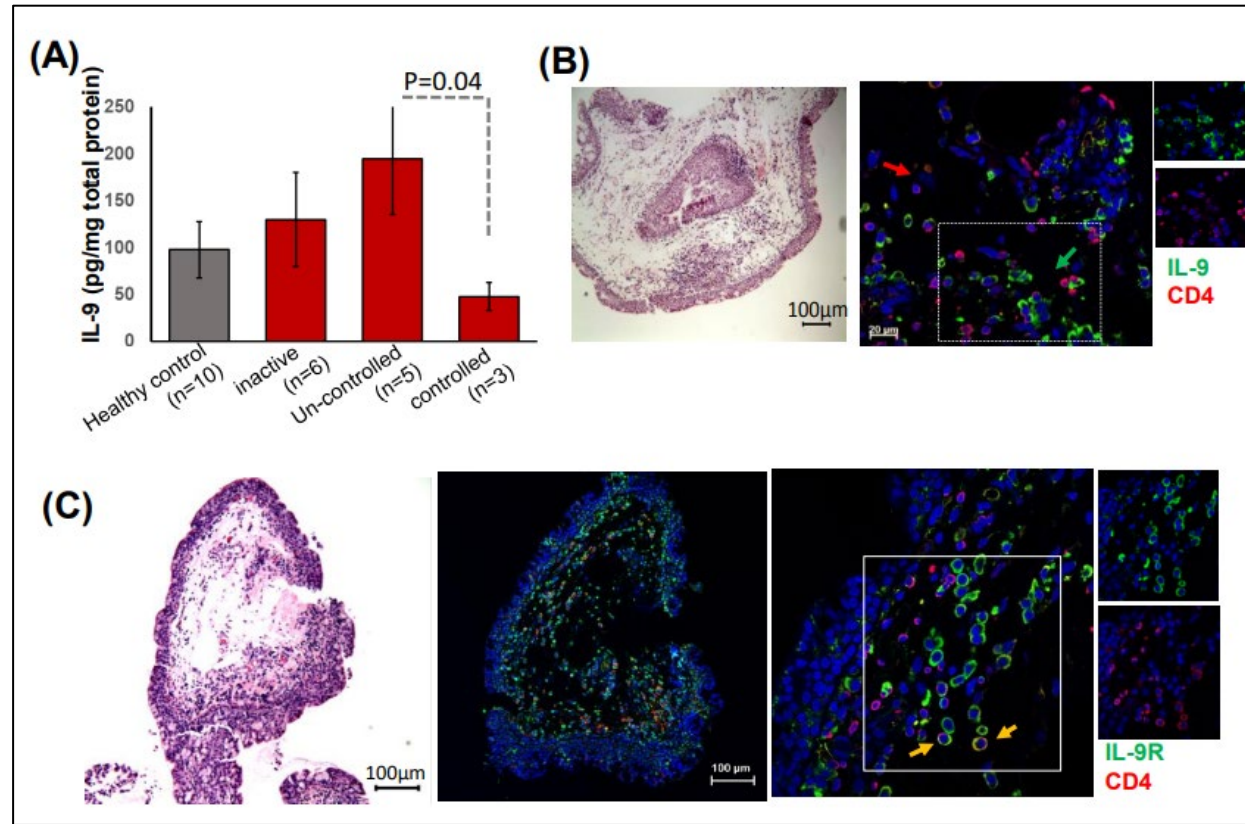 (A)
P=0.04
IL-9 (pg/mg total protein)
250
200
150
100
50
0
Healthy control
(n=10)
inactive
(n=6)
Un-controlled
(n=5)
controlled
(n=3)
(B)
100µm
20 µm
IL-9
CD4
(C)
100µm
100 µm
IL-9R
CD4